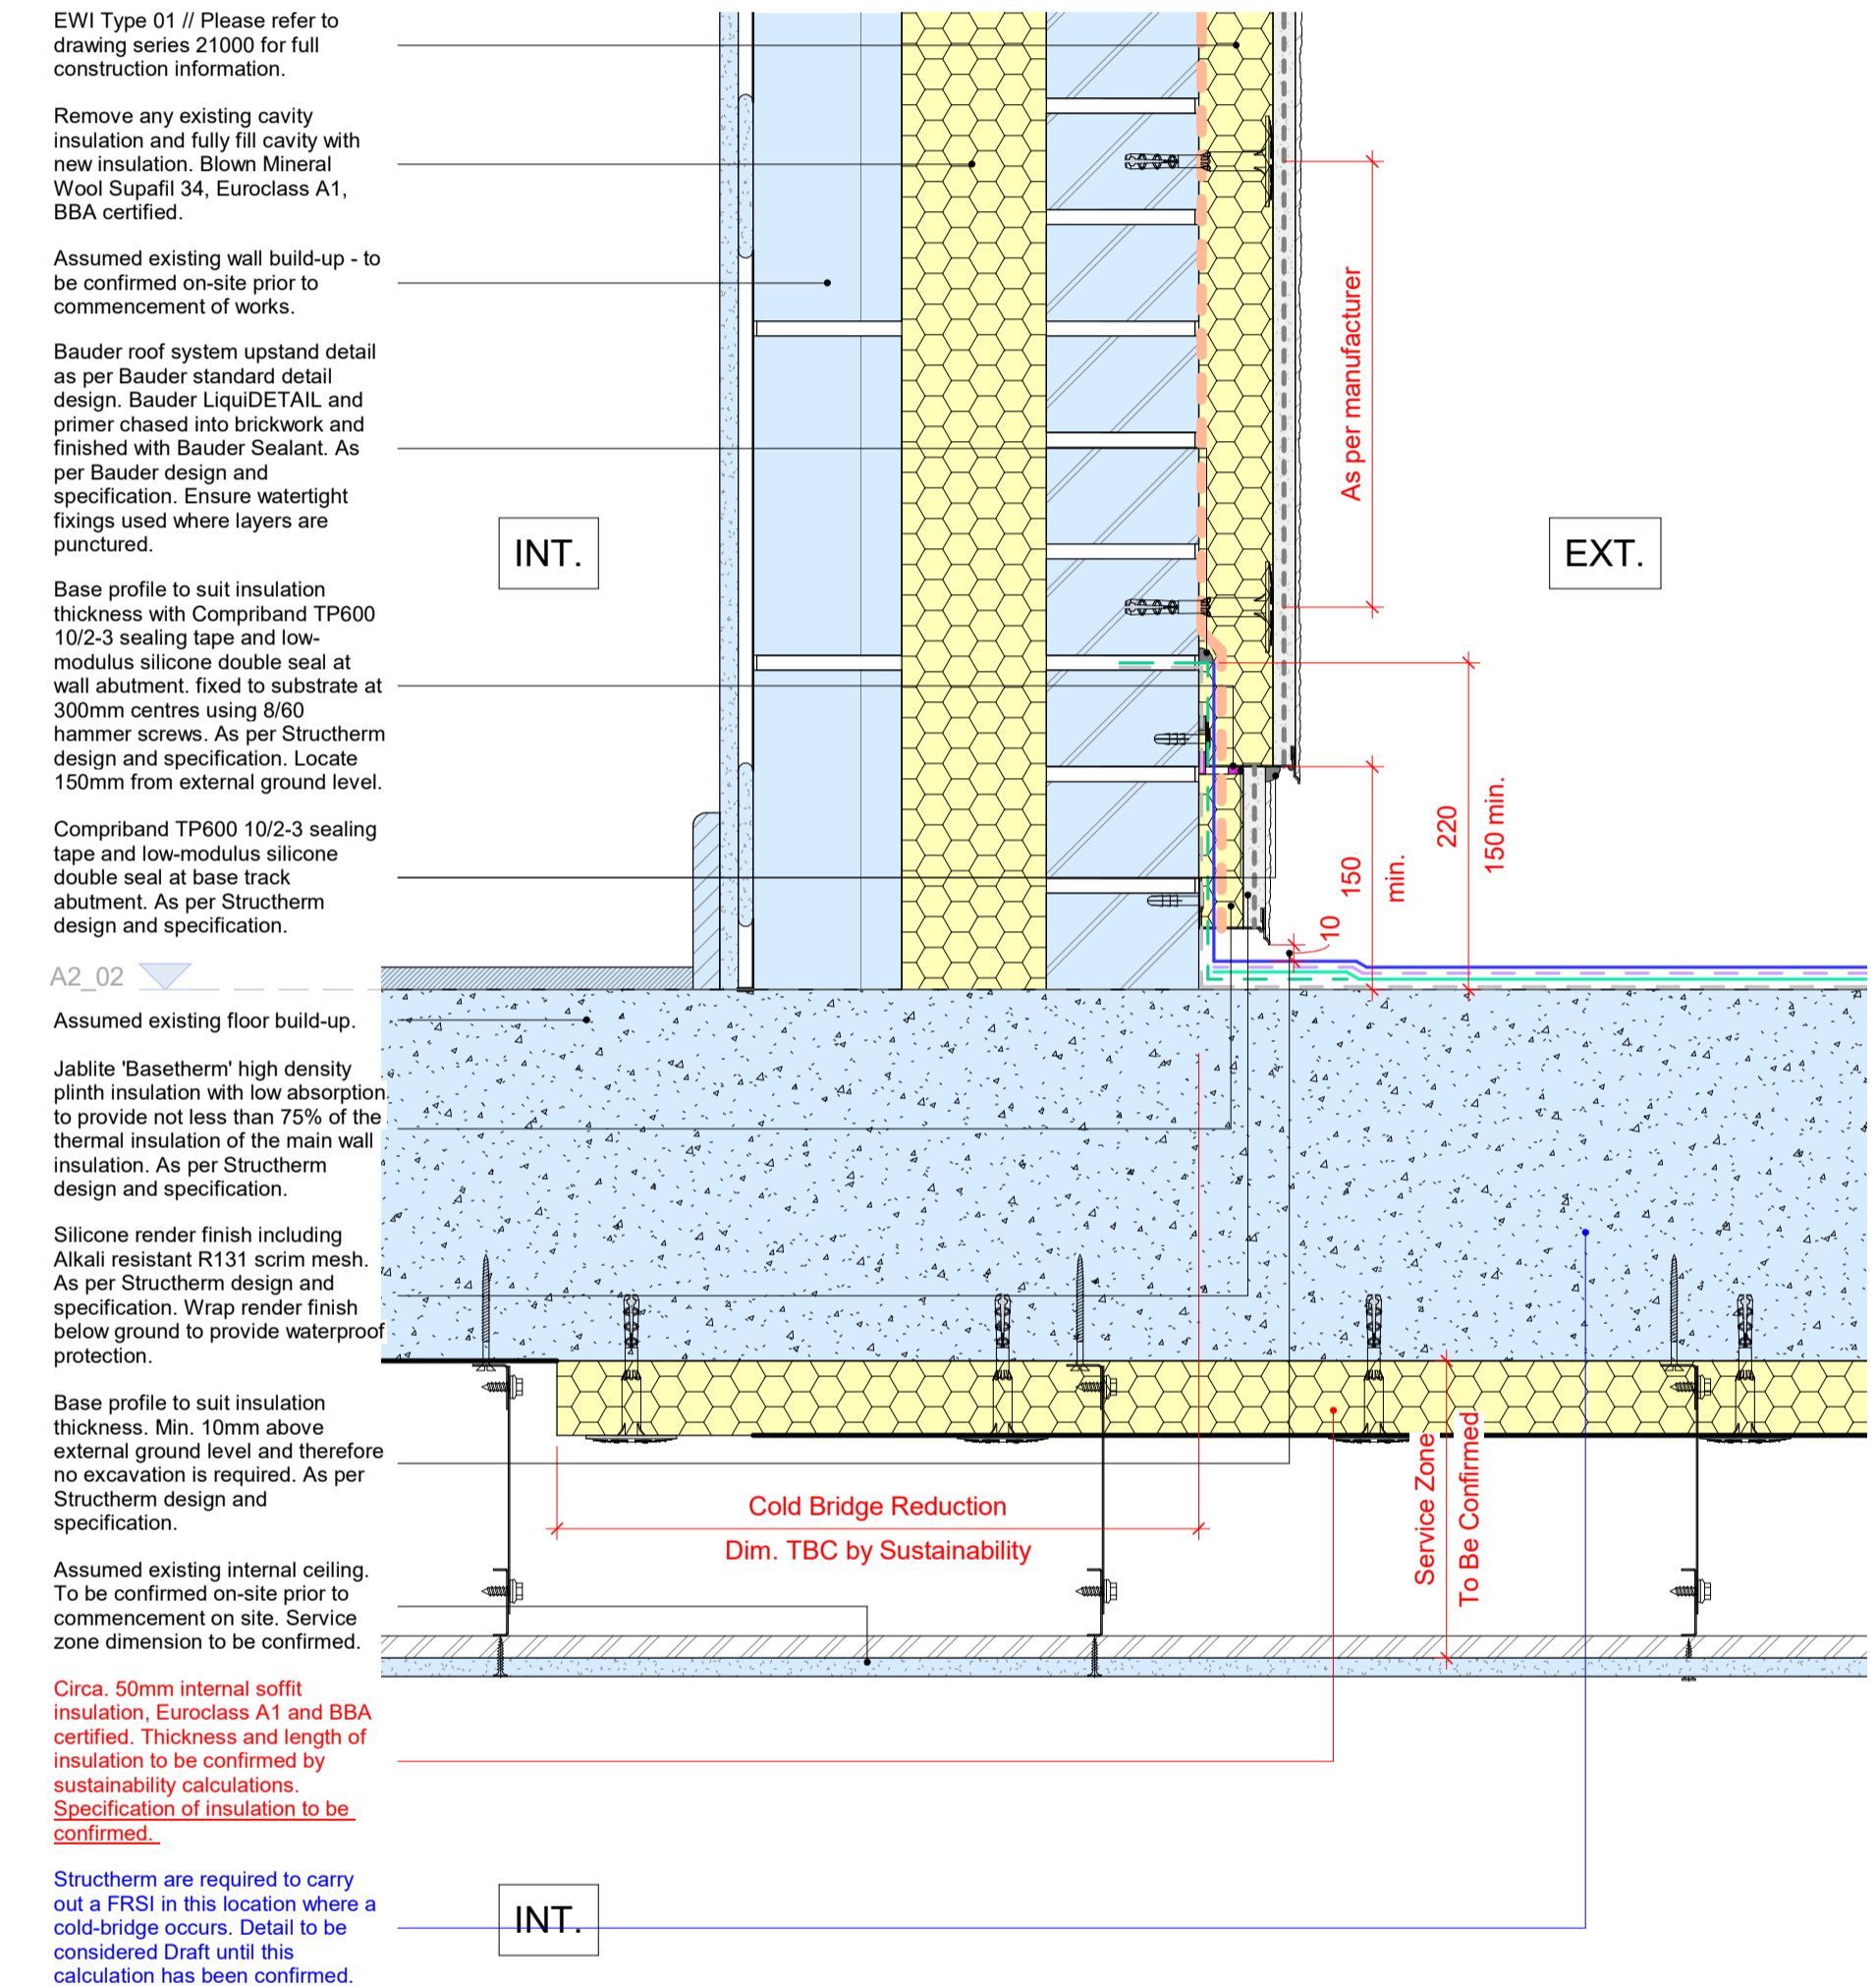 EWI Type 01 // Please refer to
drawing series 21000 for full
construction information.
Remove any existing cavity
insulation and fully fill cavity with
new insulation. Blown Mineral
Wool Supafil 34, Euroclass A1,
BBA certified.
Assumed existing wall build-up - to
be confirmed on-site prior to
commencement of works.
Bauder roof system upstand detail
as per Bauder standard detail
design. Bauder LiquiDETAIL and
primer chased into brickwork and
finished with Bauder Sealant. As
per Bauder design and
specification. Ensure watertight
fixings used where layers are
punctured.
Base profile to suit insulation
thickness with Compriband TP600
10/2-3 sealing tape and low-
modulus silicone double seal at
wall abutment. fixed to substrate at
300mm centres using 8/60
hammer screws. As per Structherm
design and specification. Locate
150mm from external ground level.
Compriband TP600 10/2-3 sealing
tape and low-modulus silicone
double seal at base track
abutment. As per Structherm
design and specification.
A2_02
Assumed existing floor build-up.
Jablite 'Basetherm' high density
plinth insulation with low absorption
to provide not less than 75% of the
thermal insulation of the main wall
insulation. As per Structherm
design and specification.
Silicone render finish including
Alkali resistant R131 scrim mesh.
As per Structherm design and
specification. Wrap render finish
below ground to provide waterproof
protection.
Base profile to suit insulation
thickness. Min. 10mm above
external ground level and therefore
no excavation is required. As per
Structherm design and
specification.
Assumed existing internal ceiling.
To be confirmed on-site prior to
commencement on site. Service
zone dimension to be confirmed.
Circa. 50mm internal soffit
insulation, Euroclass A1 and BBA
certified. Thickness and length of
insulation to be confirmed by
sustainability calculations.
Specification of insulation to be
confirmed.
Structherm are required to carry
out a FRSI in this location where a
cold-bridge occurs. Detail to be
considered Draft until this
calculation has been confirmed.
INT.
EXT.
As per manufacturer
220
150 min.
150
min.
10
Cold Bridge Reduction
Dim. TBC by Sustainability
Service Zone
To Be Confirmed
INT.